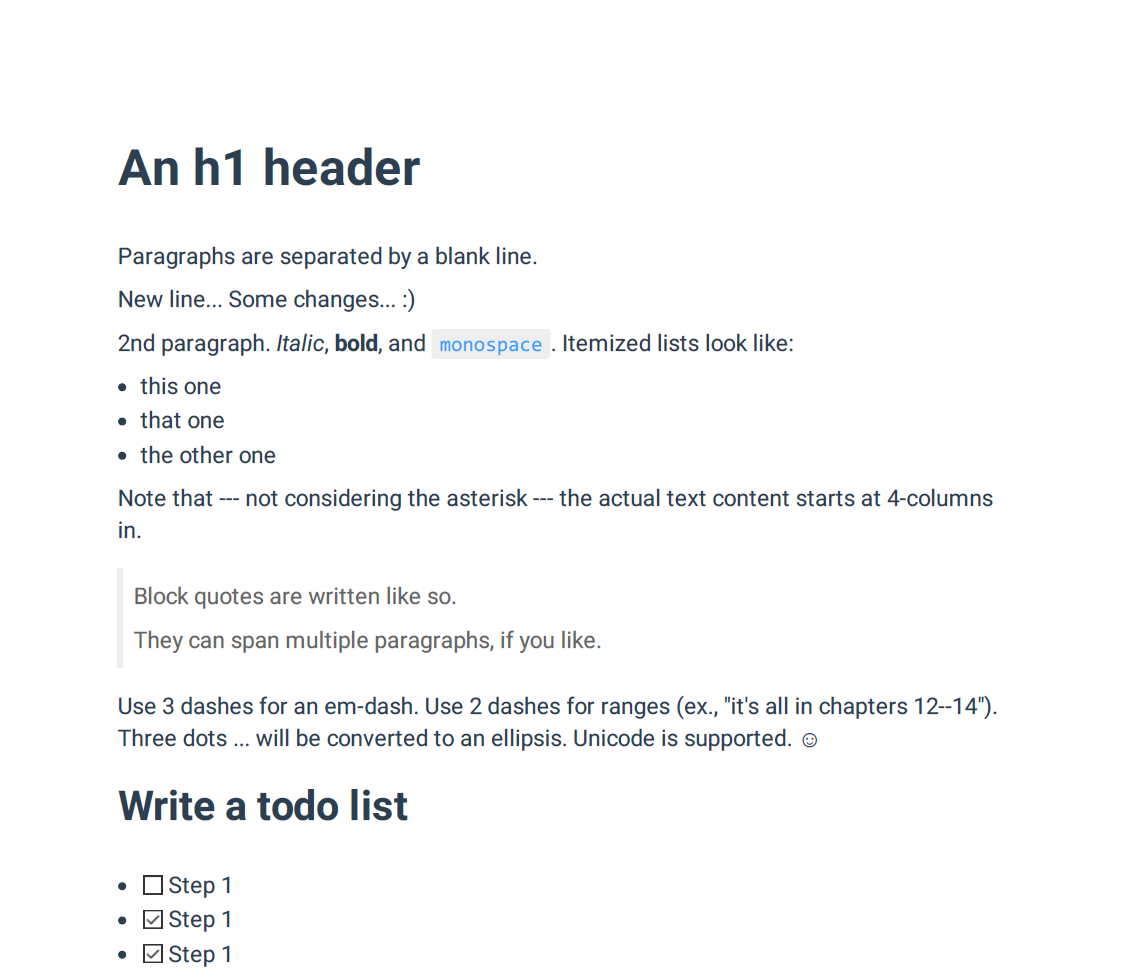 An h1 header
Paragraphs are separated by a blank line.
New line... Some changes... :)
2nd paragraph. Italic, bold, and monospace. Itemized lists look like:
• this one
• that one
• the other one
Note that --- not considering the asterisk --- the actual text content starts at 4-columns
in.
Block quotes are written like so.
They can span multiple paragraphs, if you like.
Use 3 dashes for an em-dash. Use 2 dashes for ranges (ex., "it's all in chapters 12--14").
Three dots ... will be converted to an ellipsis. Unicode is supported. ☺
Write a todo list
• ☐ Step 1
• ☑ Step 1
• ☑ Step 1